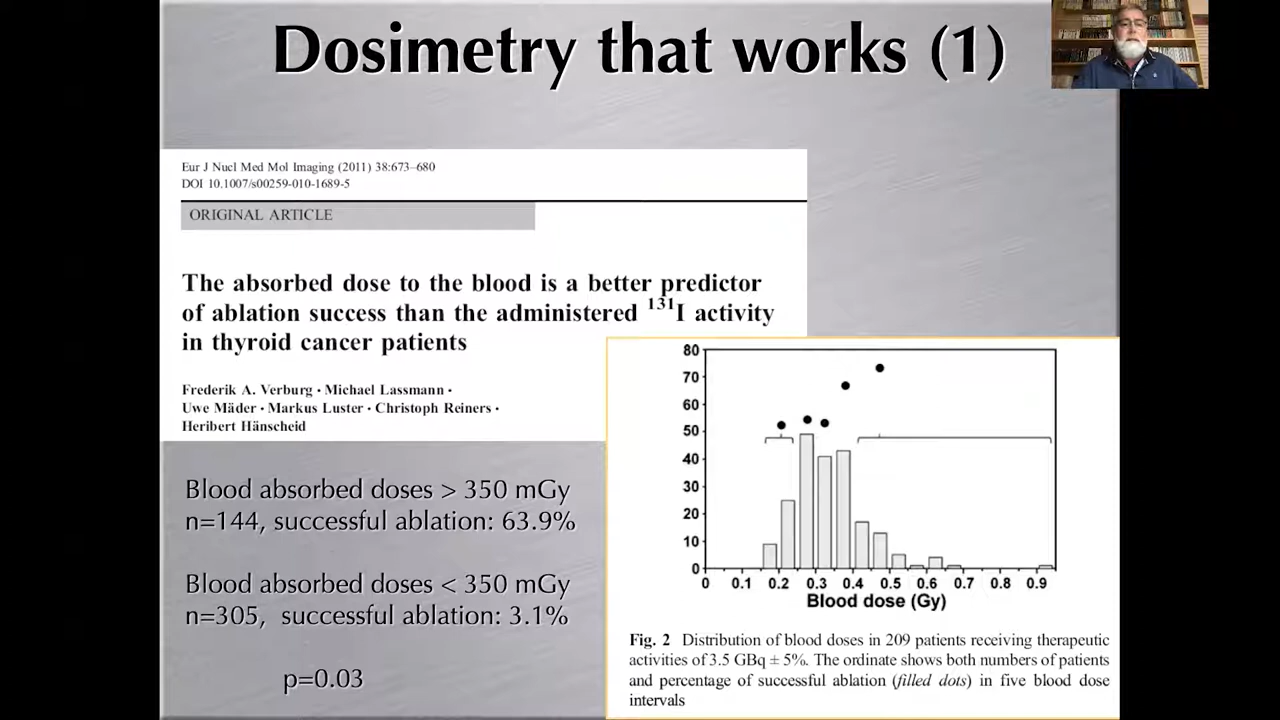 Dosimetry that works (1)
Eur J Nucl Med Mol Imaging (2011) 38:673–680
DOI 10.1007/s00259-010-1689-5
ORIGINAL ARTICLE
The absorbed dose to the blood is a better predictor
of ablation success than the administered ¹³¹I activity
in thyroid cancer patients
Frederik A. Verburg · Michael Lassmann ·
Uwe Mäder · Markus Luster · Christoph Reiners ·
Heribert Hänscheid
Blood absorbed doses > 350 mGy
n=144, successful ablation: 63.9%
Blood absorbed doses < 350 mGy
n=305, successful ablation: 3.1%
p=0.03
80
70
60
50
40
30
20
10
0
0 0.1 0.2 0.3 0.4 0.5 0.6 0.7 0.8 0.9
Blood dose (Gy)
Fig. 2 Distribution of blood doses in 209 patients receiving therapeutic
activities of 3.5 GBq ± 5%. The ordinate shows both numbers of patients
and percentage of successful ablation (filled dots) in five blood dose
intervals